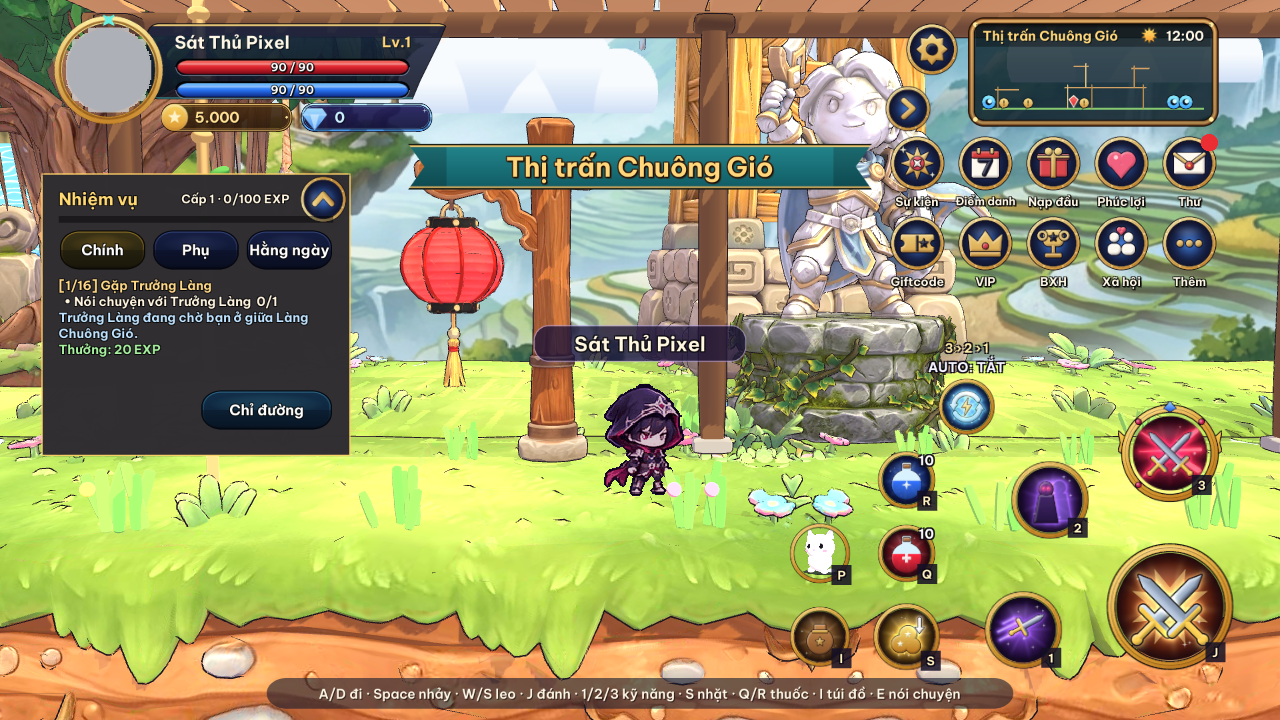 Sát Thủ Pixel
Lv.1
90 / 90
90 / 90
5.000
0
Thị trấn Chuông Gió
12:00
Thị trấn Chuông Gió
Nhiệm vụ
Cấp 1 · 0/100 EXP
Chính
Phụ
Hằng ngày
[1/16] Gặp Trưởng Làng
• Nói chuyện với Trưởng Làng 0/1
Trưởng Làng đang chờ bạn ở giữa Làng
Chuông Gió.
Thưởng: 20 EXP
Chỉ đường
7
Sự kiện
Điểm danh
Nạp đầu
Phúc lợi
Thư
Giftcode
VIP
BXH
Xã hội
Thêm
Sát Thủ Pixel
3›2›1
AUTO: TẮT
10
R
3
2
10
Q
P
I
S
1
J
A/D đi · Space nhảy · W/S leo · J đánh · 1/2/3 kỹ năng · S nhặt · Q/R thuốc · I túi đồ · E nói chuyện